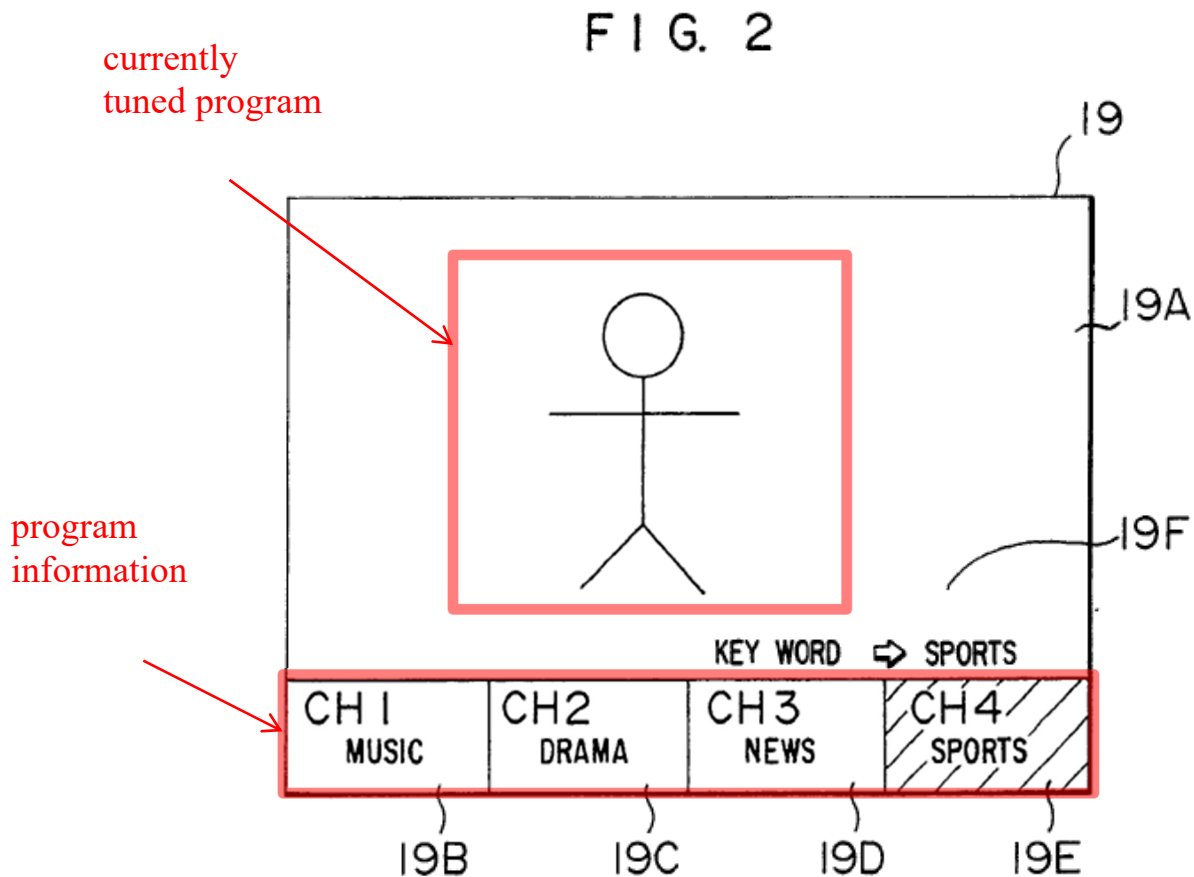 FIG. 2
currently
tuned program
19
19A
program
information
19F
KEY WORD ⇨ SPORTS
CH1 CH2 CH3 CH4
MUSIC DRAMA NEWS SPORTS
19B 19C 19D 19E